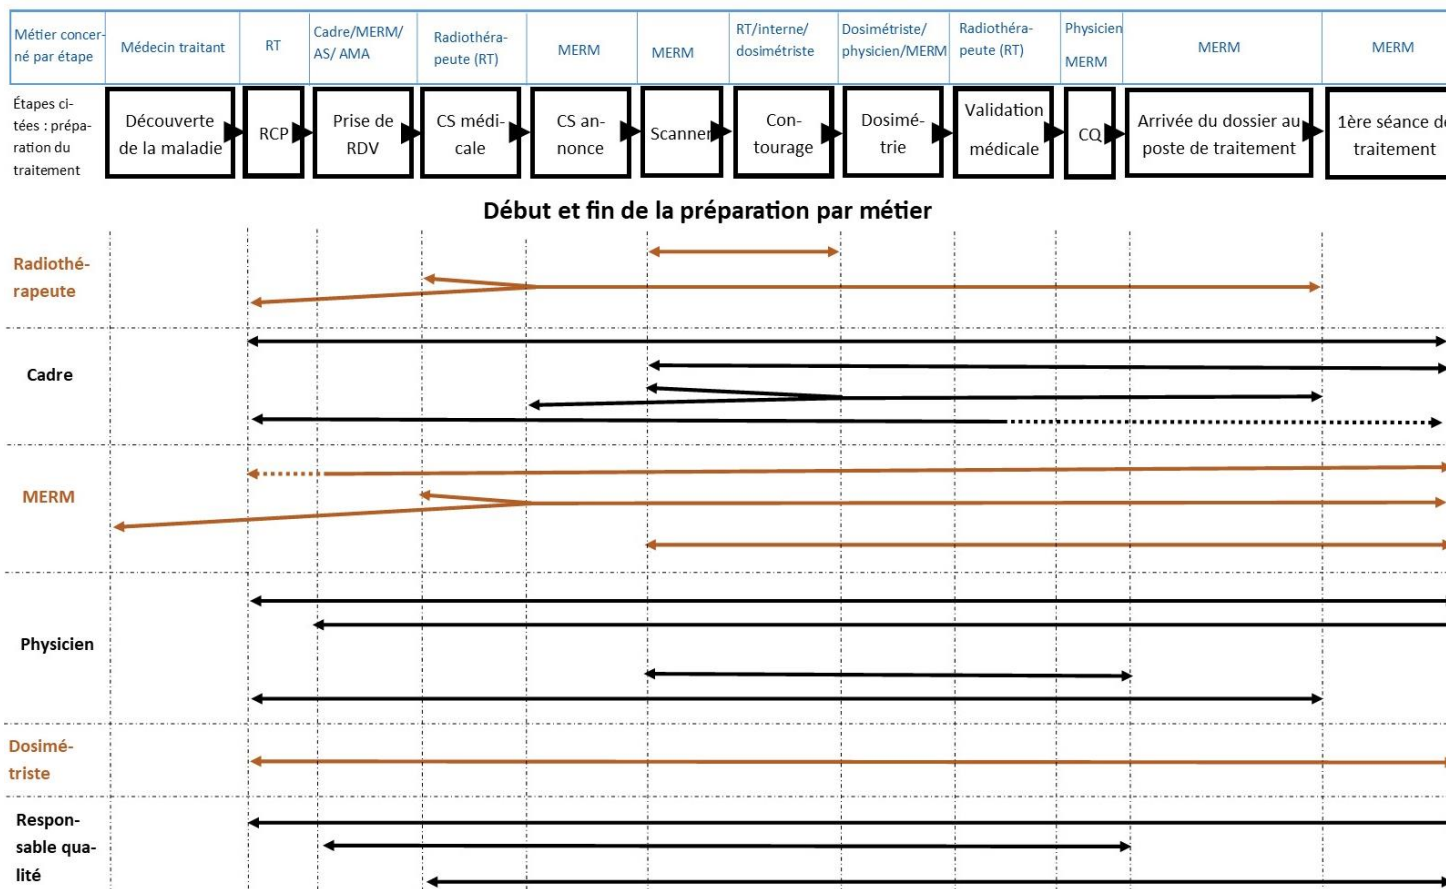 Métier concer-
né par étape
Médecin traitant
RT
Cadre/MERM/
AS/ AMA
Radiothéra-
peute (RT)
MERM
MERM
RT/interne/
dosimétriste
Dosimétriste/
physicien/MERM
Radiothéra-
peute (RT)
Physicien
MERM
MERM
MERM
Étapes ci-
tées : prépa-
ration du
traitement
Découverte
de la maladie
RCP
Prise de
RDV
CS médi-
cale
CS an-
nonce
Scanner
Con-
tourage
Dosimé-
trie
Validation
médicale
CQ
Arrivée du dossier au
poste de traitement
1ère séance de
traitement
Début et fin de la préparation par métier
Radiothé-
rapeute
Cadre
MERM
Physicien
Dosimé-
triste
Respon-
sable qua-
lité